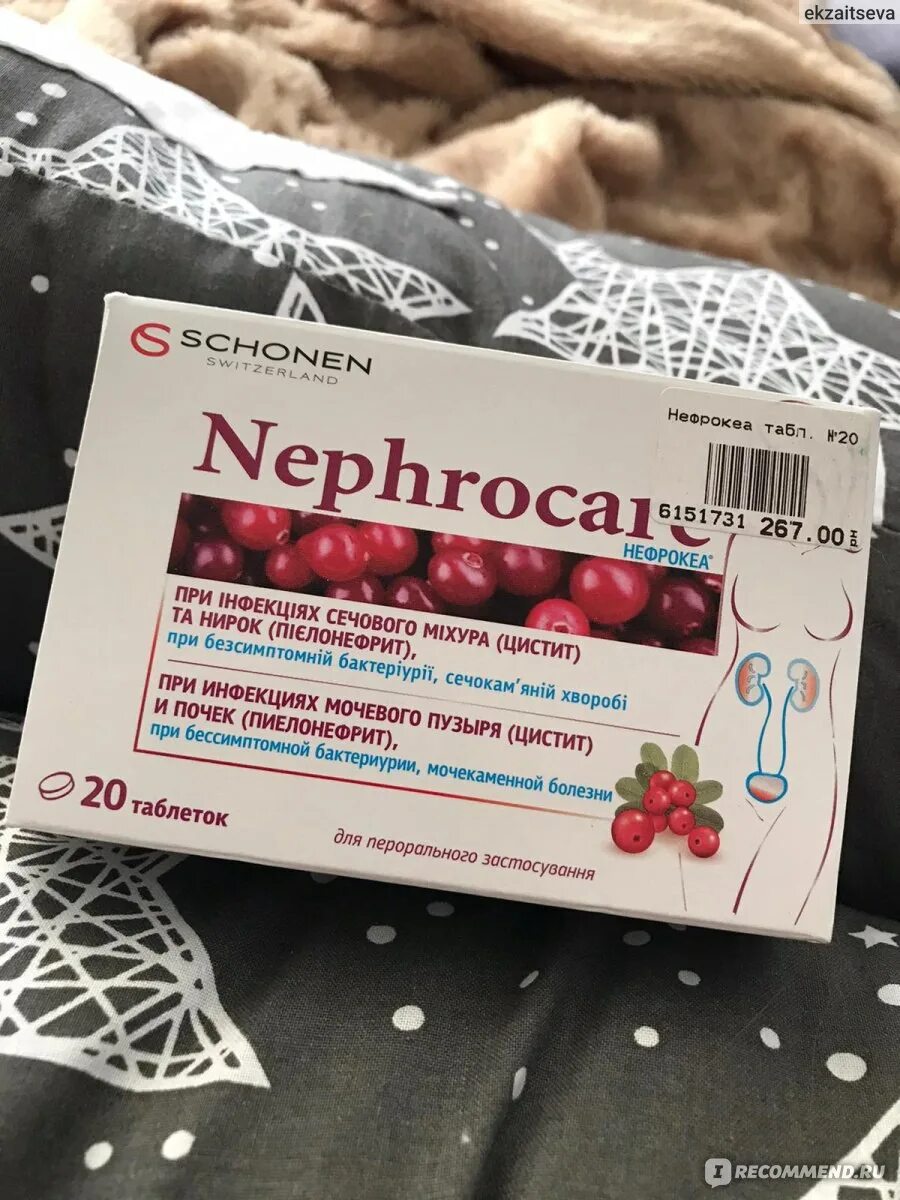 ekzaitseva
SCHONEN
SWITZERLAND
Нефрокеа табл. №20
6151731 267.00
Nephrocare
НЕФРОКЕА®
ПРИ ІНФЕКЦІЯХ СЕЧОВОГО МІХУРА (ЦИСТИТ)
ТА НИРОК (ПІЄЛОНЕФРИТ),
при безсимптомній бактеріурії, сечокам'яній хворобі
ПРИ ИНФЕКЦИЯХ МОЧЕВОГО ПУЗЫРЯ (ЦИСТИТ)
И ПОЧЕК (ПИЕЛОНЕФРИТ),
при бессимптомной бактериурии, мочекаменной болезни
20 таблеток
для перорального застосування
IRECOMMEND.RU